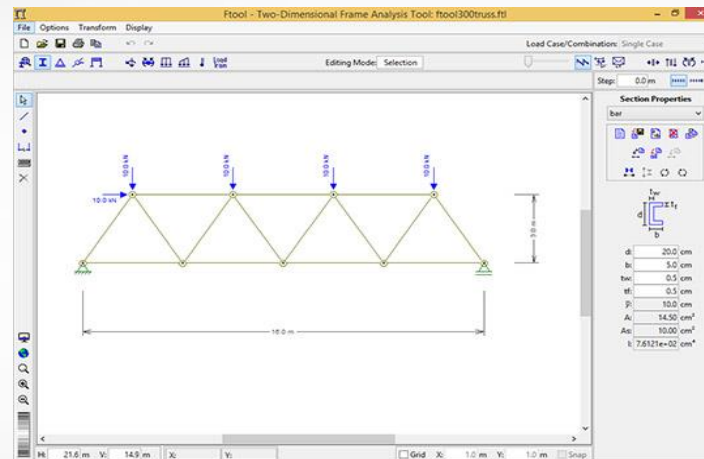 Ftool - Two-Dimensional Frame Analysis Tool: ftool300truss.ftl
File Options Transform Display
Load Case/Combination: Single Case
Load Train
Editing Mode: Selection
Step: 0.0 m
Section Properties
bar
10.0 kN
10.0 kN
10.0 kN
10.0 kN
10.0 kN
3.0 m
16.0 m
tw
d
tf
b
d: 20.0 cm
b: 5.0 cm
tw: 0.5 cm
tf: 0.5 cm
ȳ: 10.0 cm
A: 14.50 cm²
As: 10.00 cm²
I: 7.6121e+02 cm⁴
H: 21.6 m V: 14.9 m X: Y: Grid X: 1.0 m Y: 1.0 m Snap